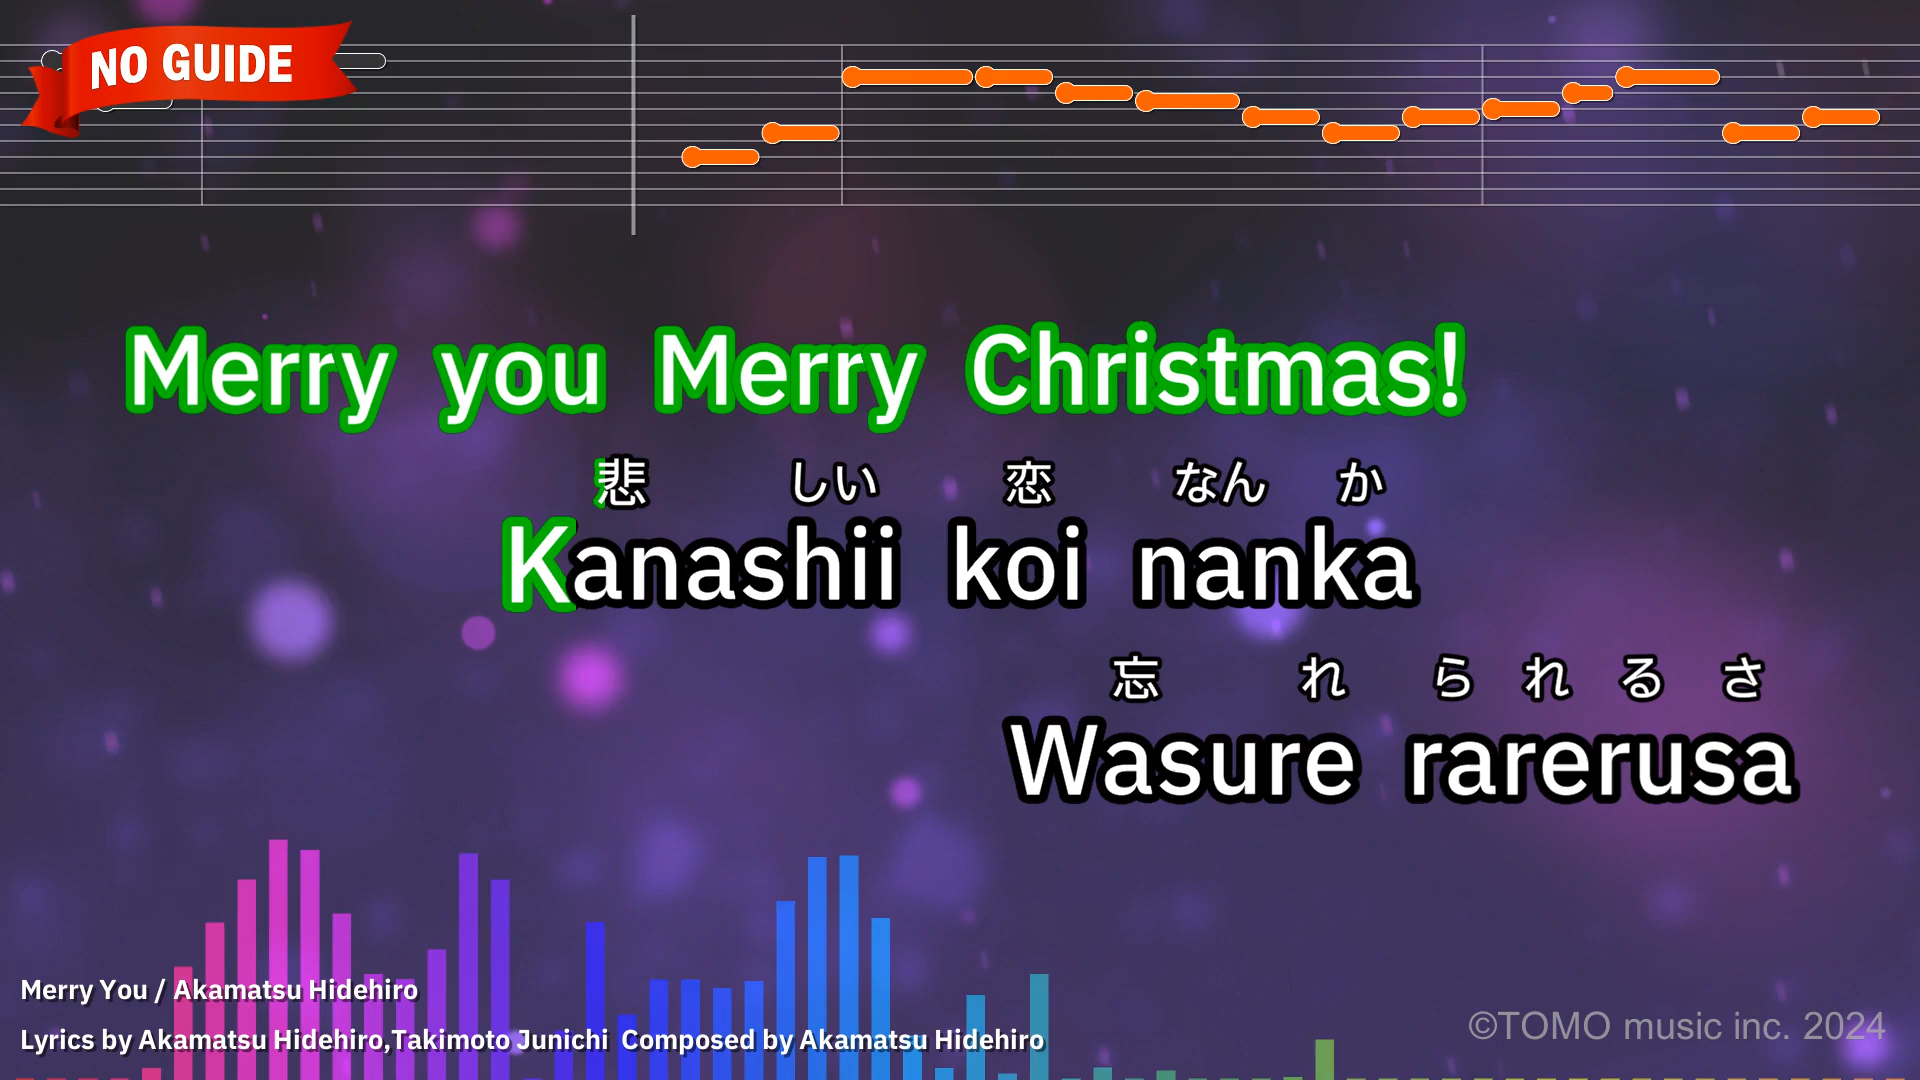 NO GUIDE
Merry you Merry Christmas!
悲 しい 恋 なん か
Kanashii koi nanka
忘 れ ら れ る さ
Wasure rarerusa
Merry You / Akamatsu Hidehiro
Lyrics by Akamatsu Hidehiro,Takimoto Junichi Composed by Akamatsu Hidehiro
©TOMO music inc. 2024